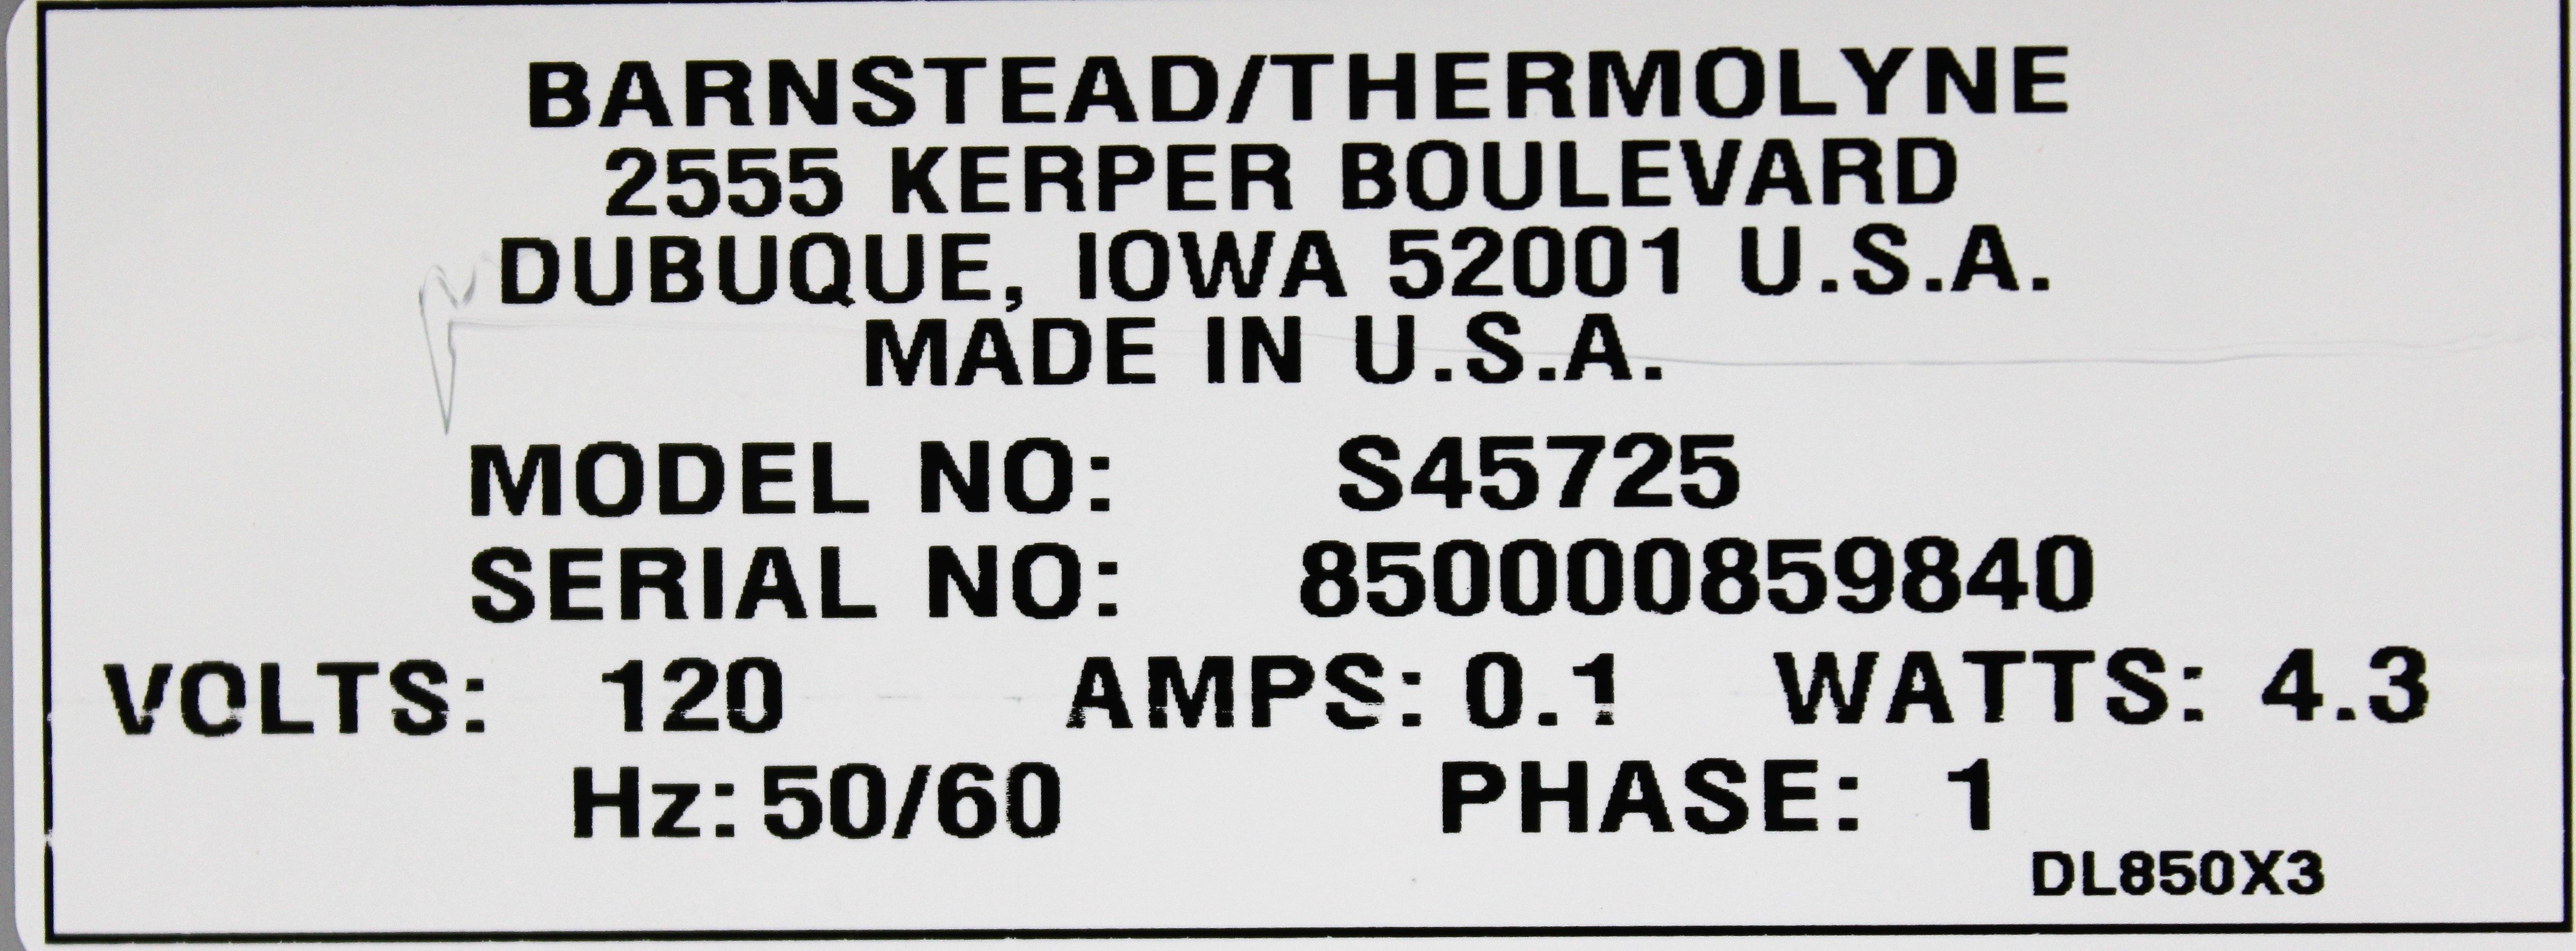 BARNSTEAD/THERMOLYNE
2555 KERPER BOULEVARD
DUBUQUE, IOWA 52001 U.S.A.
MADE IN U.S.A.
MODEL NO: S45725
SERIAL NO: 850000859840
VOLTS: 120 AMPS: 0.1 WATTS: 4.3
Hz: 50/60 PHASE: 1
DL850X3